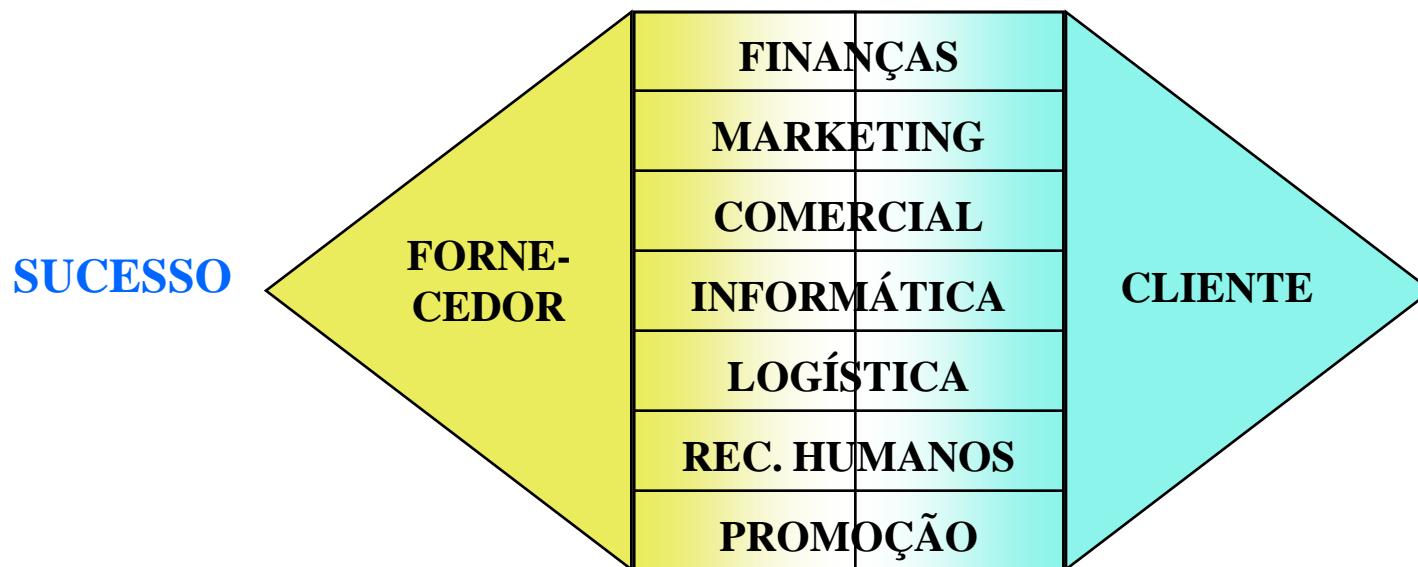 SUCESSO
FORNE-
CEDOR
FINANÇAS
MARKETING
COMERCIAL
INFORMÁTICA
LOGÍSTICA
REC. HUMANOS
PROMOÇÃO
CLIENTE